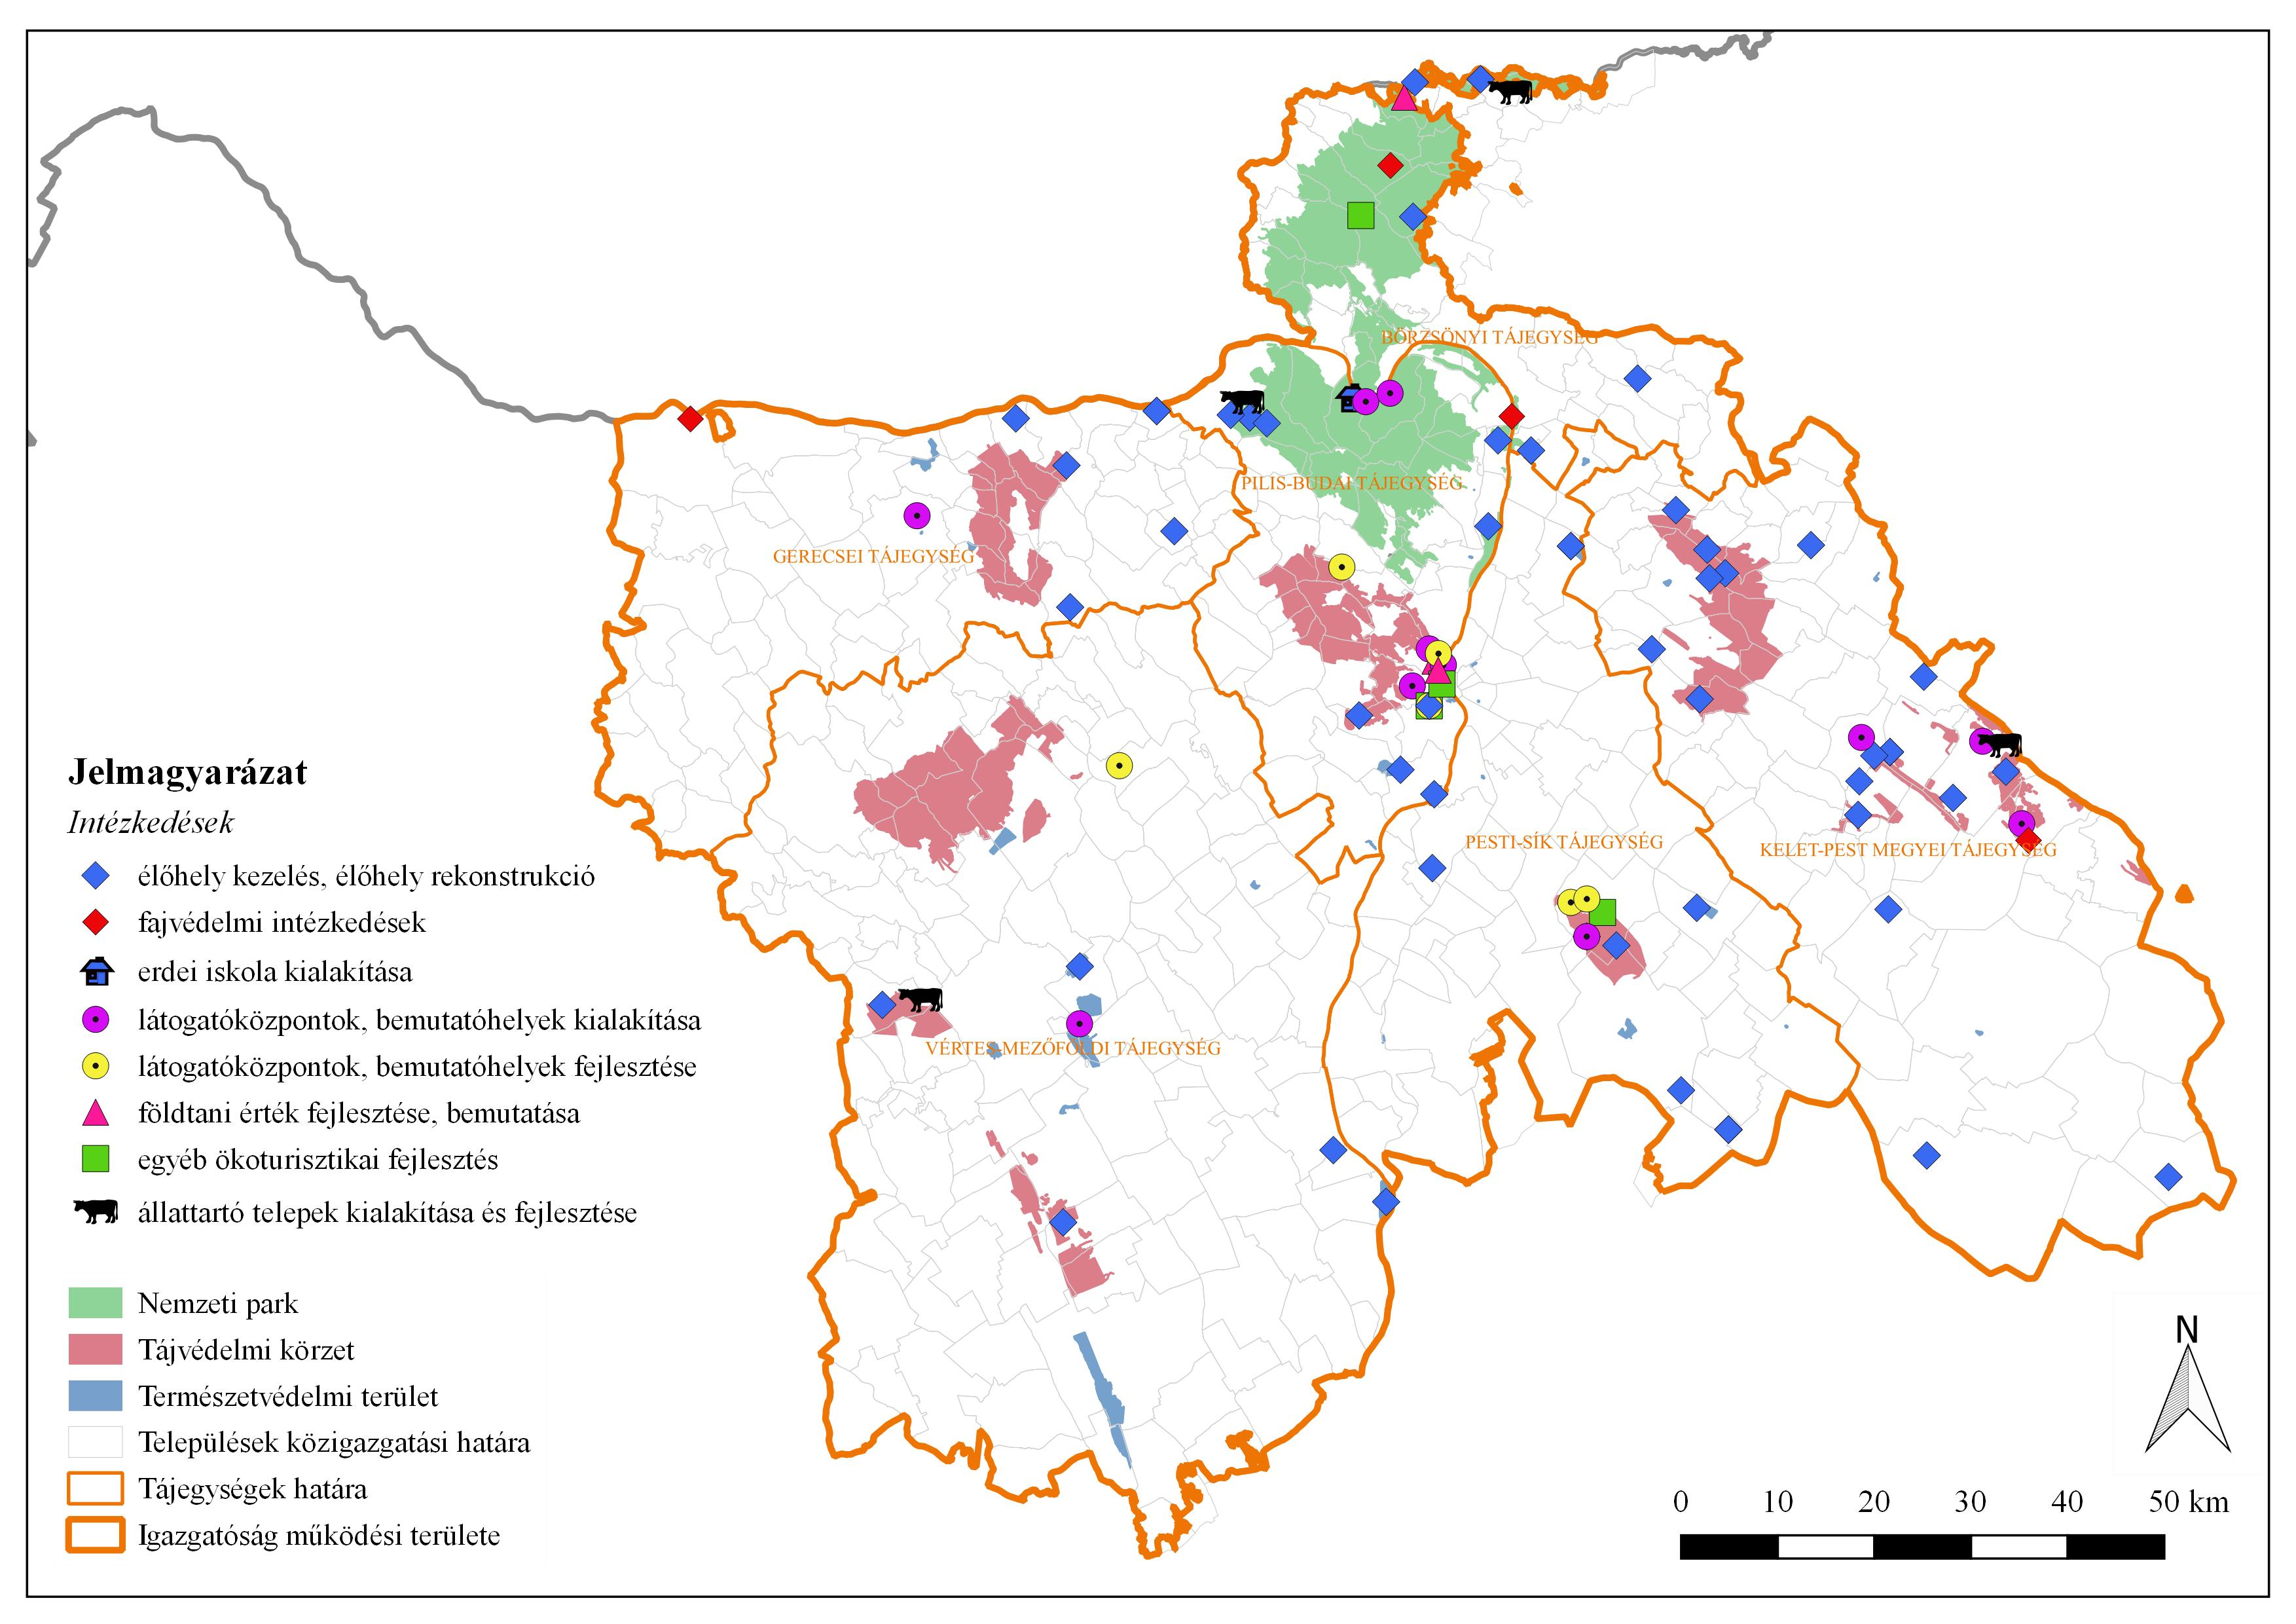 BÖRZSÖNYI TÁJEGYSÉG
PILIS-BUDAI TÁJEGYSÉG
GERECSEI TÁJEGYSÉG
PESTI-SÍK TÁJEGYSÉG
KELET-PEST MEGYEI TÁJEGYSÉG
VÉRTES-MEZŐFÖLDI TÁJEGYSÉG
Jelmagyarázat
Intézkedések
élőhely kezelés, élőhely rekonstrukció
fajvédelmi intézkedések
erdei iskola kialakítása
látogatóközpontok, bemutatóhelyek kialakítása
látogatóközpontok, bemutatóhelyek fejlesztése
földtani érték fejlesztése, bemutatása
egyéb ökoturisztikai fejlesztés
állattartó telepek kialakítása és fejlesztése
Nemzeti park
Tájvédelmi körzet
Természetvédelmi terület
Települések közigazgatási határa
Tájegységek határa
Igazgatóság működési területe
N
0 10 20 30 40 50 km